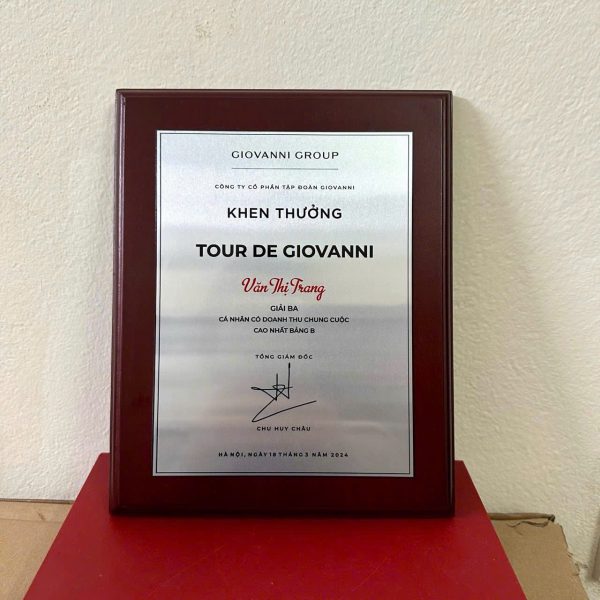 GIOVANNI GROUP
CÔNG TY CỔ PHẦN TẬP ĐOÀN GIOVANNI
KHEN THƯỞNG
TOUR DE GIOVANNI
Văn Thị Trang
GIẢI BA
CÁ NHÂN CÓ DOANH THU CHUNG CUỘC
CAO NHẤT BẢNG B
TỔNG GIÁM ĐỐC
CHU HUY CHÂU
HÀ NỘI, NGÀY 18 THÁNG 3 NĂM 2024